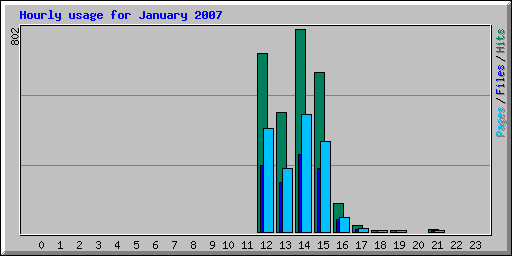 Hourly usage for January 2007
802
Pages/Files/Hits
0 1 2 3 4 5 6 7 8 9 10 11 12 13 14 15 16 17 18 19 20 21 22 23